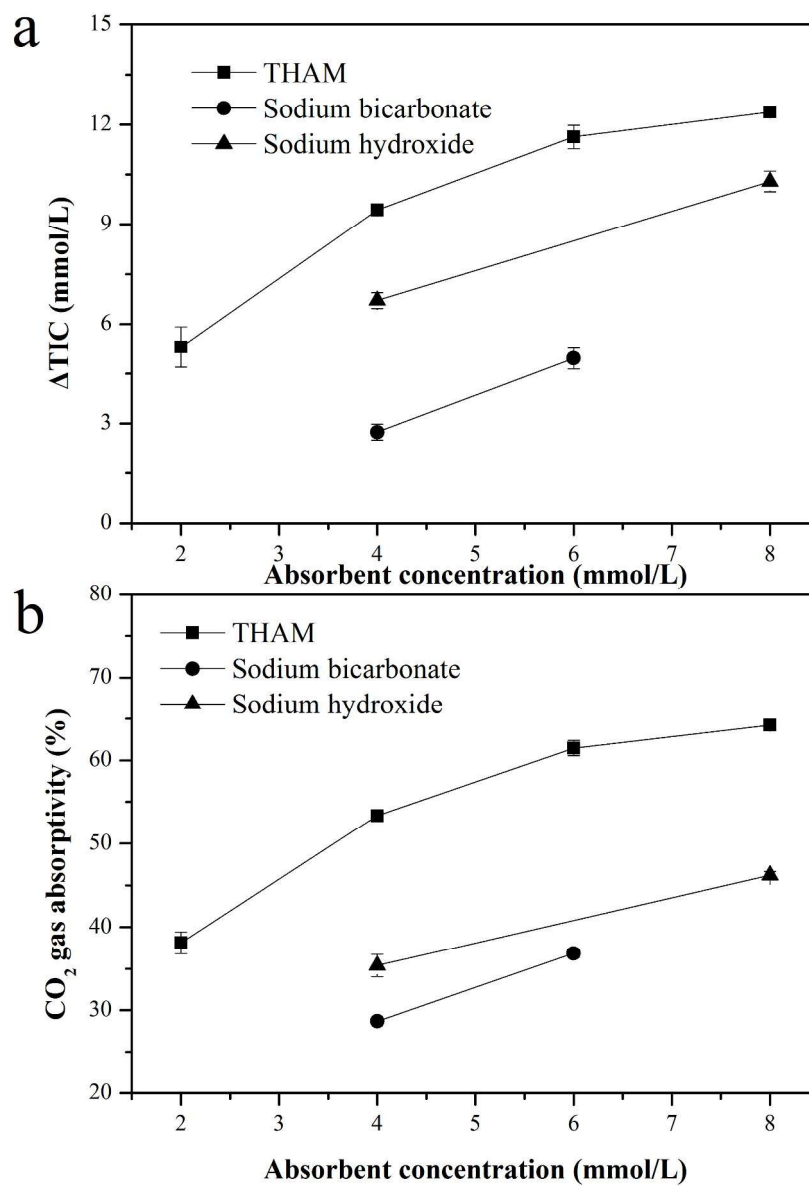 a
15
THAM
Sodium bicarbonate
Sodium hydroxide
12
9
6
3
0
ΔTIC (mmol/L)
2 3 4 5 6 7 8
Absorbent concentration (mmol/L)
b
80
THAM
Sodium bicarbonate
Sodium hydroxide
70
60
50
40
30
20
CO₂ gas absorptivity (%)
2 3 4 5 6 7 8
Absorbent concentration (mmol/L)